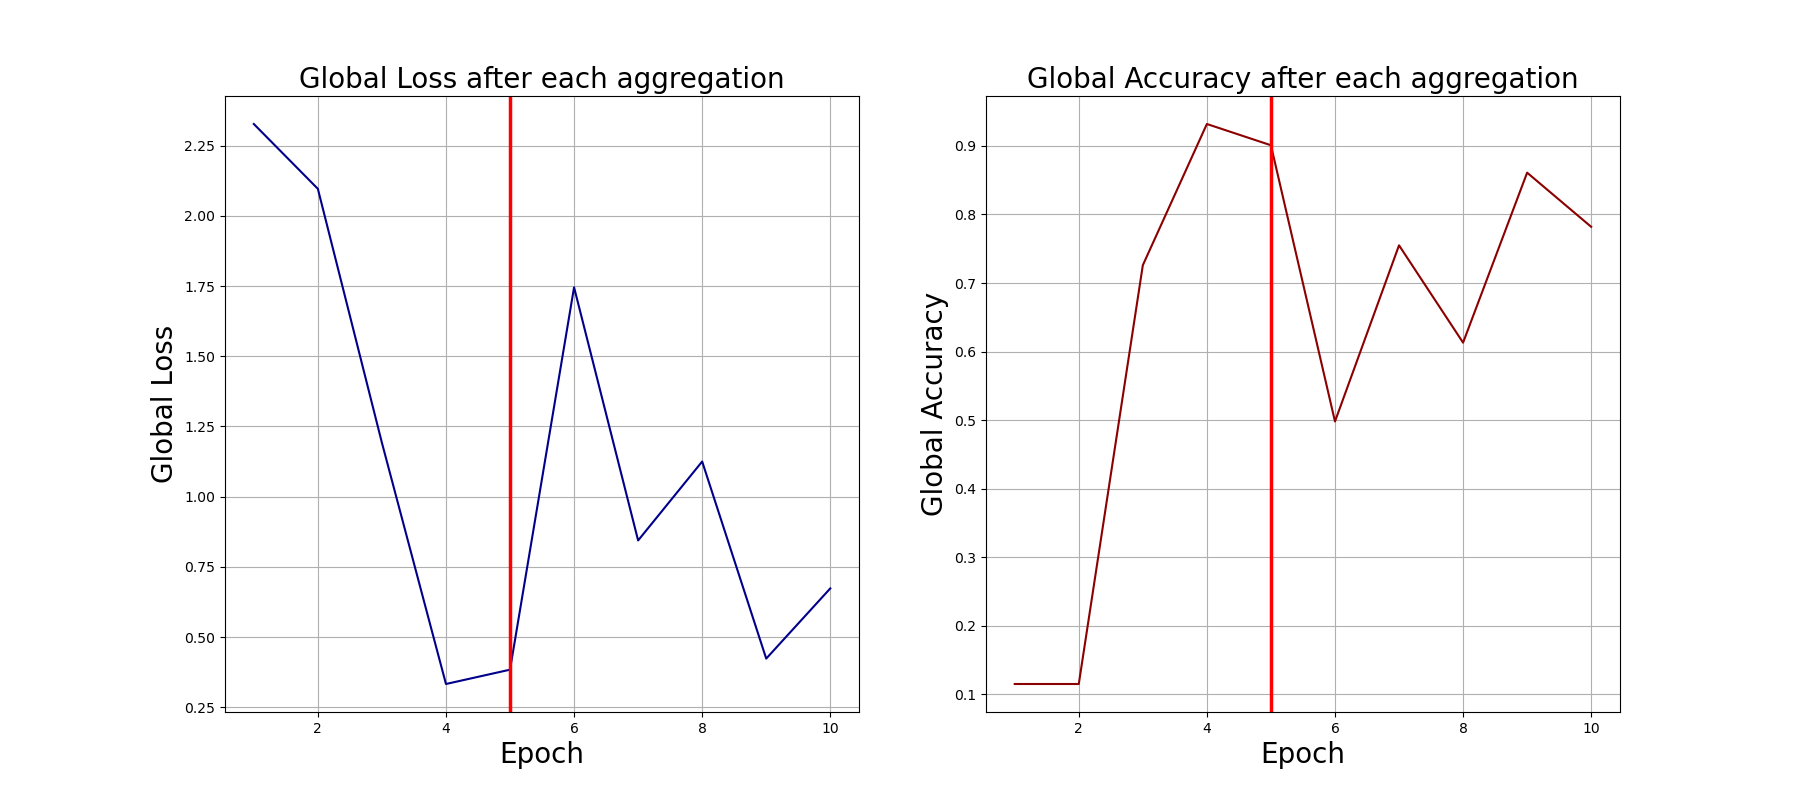 Global Loss after each aggregation
2.25
2.00
1.75
1.50
1.25
1.00
0.75
0.50
0.25
Global Loss
2 4 6 8 10
Epoch
Global Accuracy after each aggregation
0.9
0.8
0.7
0.6
0.5
0.4
0.3
0.2
0.1
Global Accuracy
2 4 6 8 10
Epoch